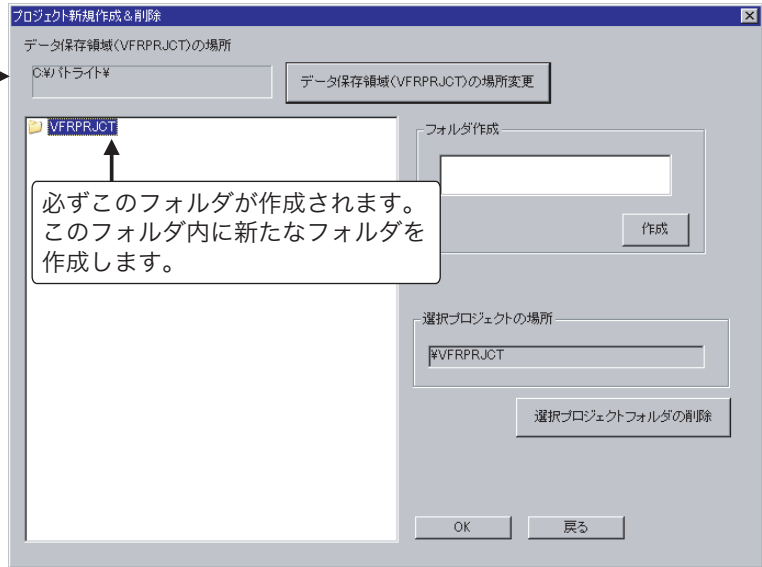 プロジェクト新規作成&削除
データ保存領域(VFRPRJCT)の場所
C:¥パトライト¥
データ保存領域(VFRPRJCT)の場所変更
VFRPRJCT
必ずこのフォルダが作成されます。
このフォルダ内に新たなフォルダを
作成します。
フォルダ作成
作成
選択プロジェクトの場所
¥VFRPRJCT
選択プロジェクトフォルダの削除
OK
戻る